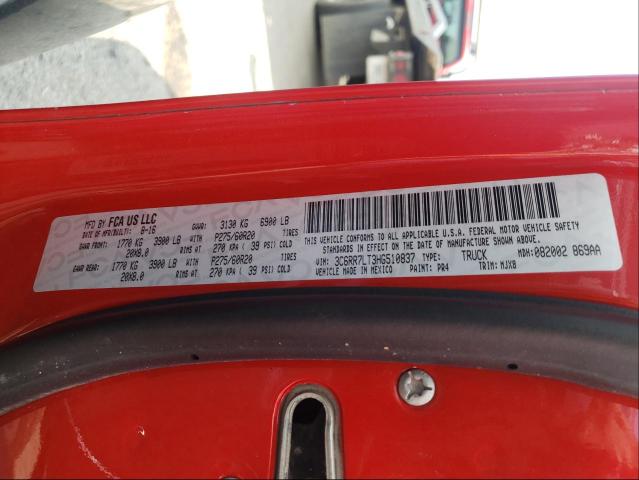 MFD BY FCA US LLC GVWR: 3130 KG 6900 LB
DATE OF MFR/BUILT: 8-16
GAWR FRONT: 1770 KG 3900 LB WITH P275/60R20 TIRES
20X8.0 RIMS AT 270 KPA ( 39 PSI) COLD
GAWR REAR: 1770 KG 3900 LB WITH P275/60R20 TIRES
20X8.0 RIMS AT 270 KPA ( 39 PSI) COLD
THIS VEHICLE CONFORMS TO ALL APPLICABLE U.S.A. FEDERAL MOTOR VEHICLE SAFETY
STANDARDS IN EFFECT ON THE DATE OF MANUFACTURE SHOWN ABOVE.
VIN: 3C6RR7LT3HG510837 TYPE: TRUCK MDH: 082002 869AA
MADE IN MEXICO PAINT: PR4 TRIM: MJX8